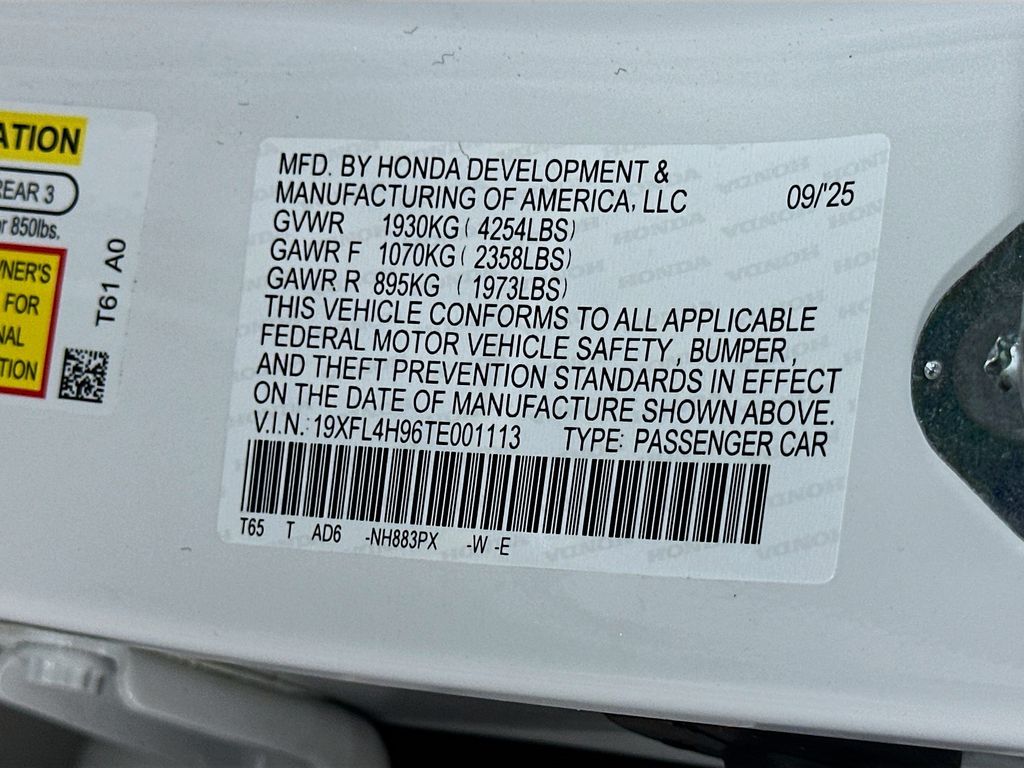 ATION
REAR 3
r 850lbs.
WNER'S
FOR
NAL
TION
T61 A0
MFD. BY HONDA DEVELOPMENT &
MANUFACTURING OF AMERICA, LLC 09/'25
GVWR 1930KG( 4254LBS)
GAWR F 1070KG( 2358LBS)
GAWR R 895KG ( 1973LBS)
THIS VEHICLE CONFORMS TO ALL APPLICABLE
FEDERAL MOTOR VEHICLE SAFETY, BUMPER,
AND THEFT PREVENTION STANDARDS IN EFFECT
ON THE DATE OF MANUFACTURE SHOWN ABOVE.
V.I.N.: 19XFL4H96TE001113 TYPE: PASSENGER CAR
T65 T AD6 -NH883PX -W -E